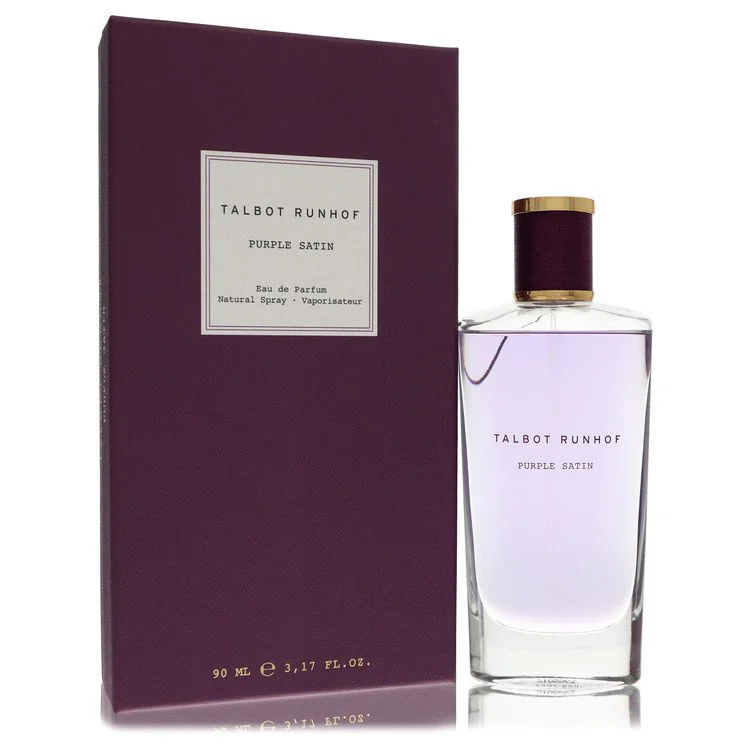 TALBOT RUNHOF
PURPLE SATIN
Eau de Parfum
Natural Spray · Vaporisateur
90 ML ℮ 3,17 FL.OZ.
TALBOT RUNHOF
PURPLE SATIN